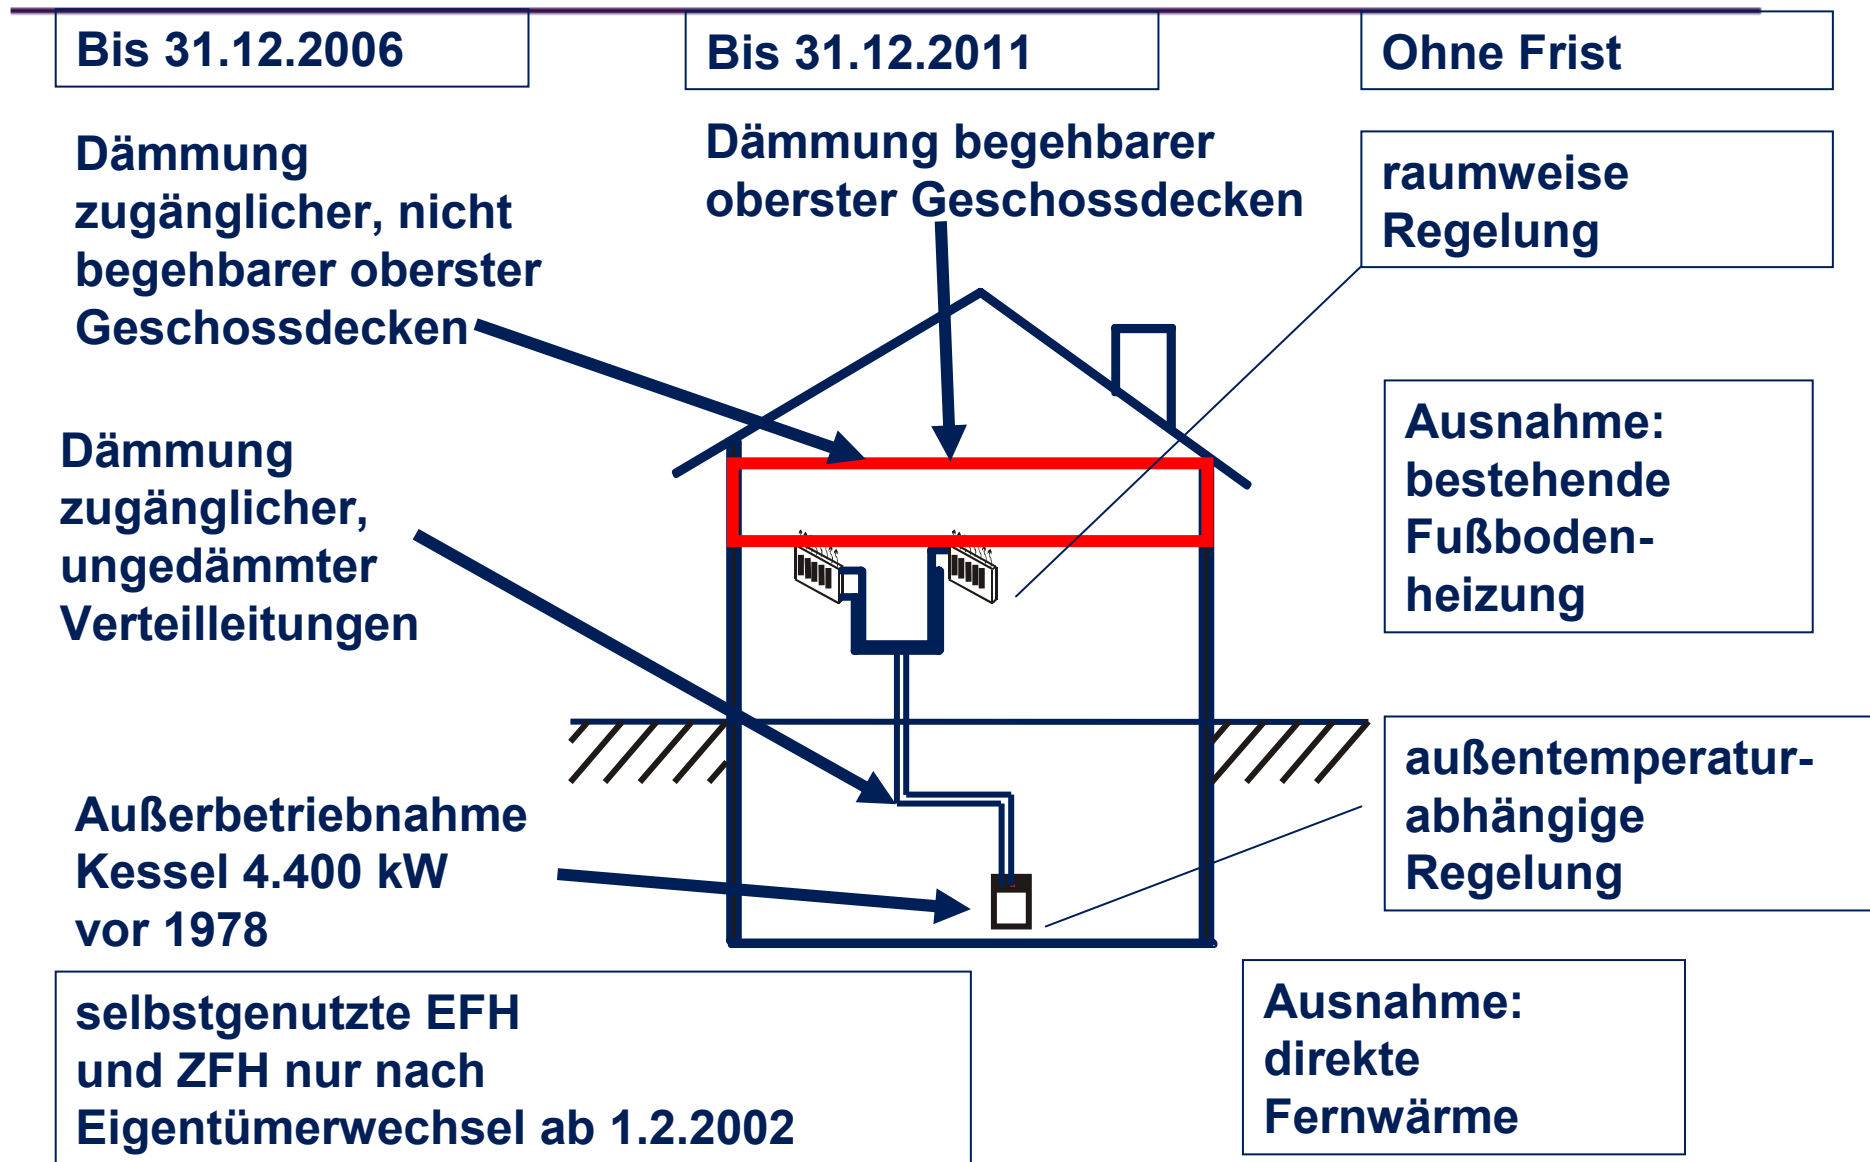 Bis 31.12.2006
Bis 31.12.2011
Ohne Frist
Dämmung
zugänglicher, nicht
begehbarer oberster
Geschossdecken
Dämmung begehbarer
oberster Geschossdecken
raumweise
Regelung
Dämmung
zugänglicher,
ungedämmter
Verteilleitungen
Ausnahme:
bestehende
Fußboden-
heizung
Außerbetriebnahme
Kessel 4.400 kW
vor 1978
außentemperatur-
abhängige
Regelung
selbstgenutzte EFH
und ZFH nur nach
Eigentümerwechsel ab 1.2.2002
Ausnahme:
direkte
Fernwärme